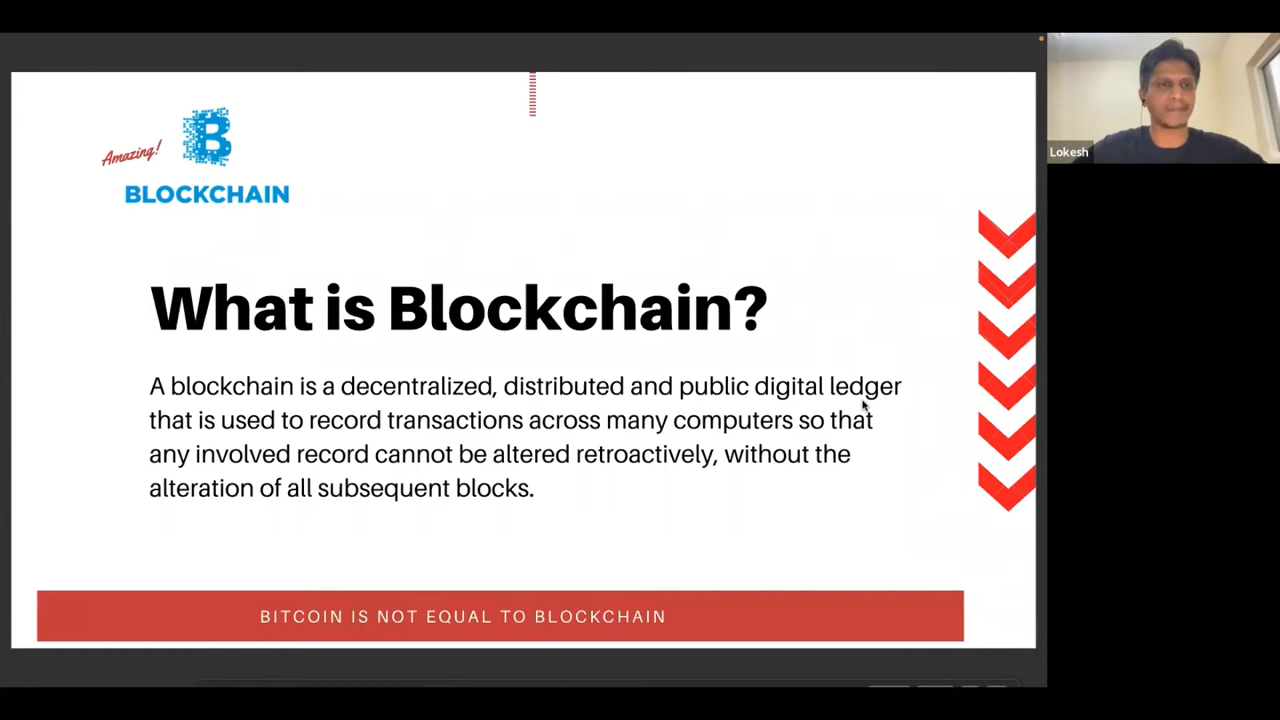 Amazing!
BLOCKCHAIN
What is Blockchain?
A blockchain is a decentralized, distributed and public digital ledger
that is used to record transactions across many computers so that
any involved record cannot be altered retroactively, without the
alteration of all subsequent blocks.
BITCOIN IS NOT EQUAL TO BLOCKCHAIN
Lokesh